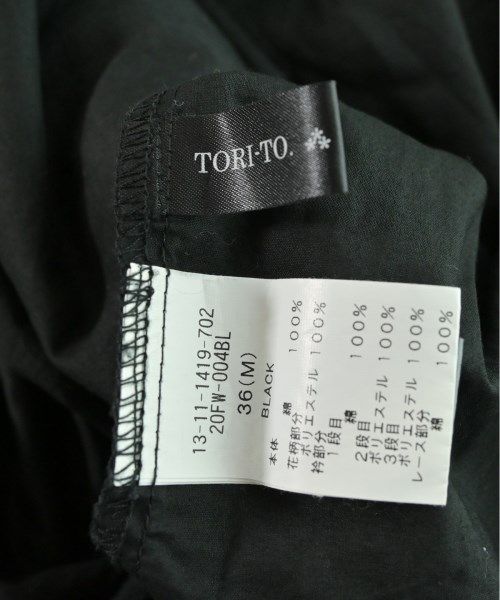 TORI-TO.
13-11-1419-702
20FW-004BL
36(M)
BLACK
本体
綿 100%
花柄部分
ポリエステル 100%
衿部分
1段目
綿 100%
2段目
ポリエステル 100%
3段目
ポリエステル 100%
レース部分
綿 100%